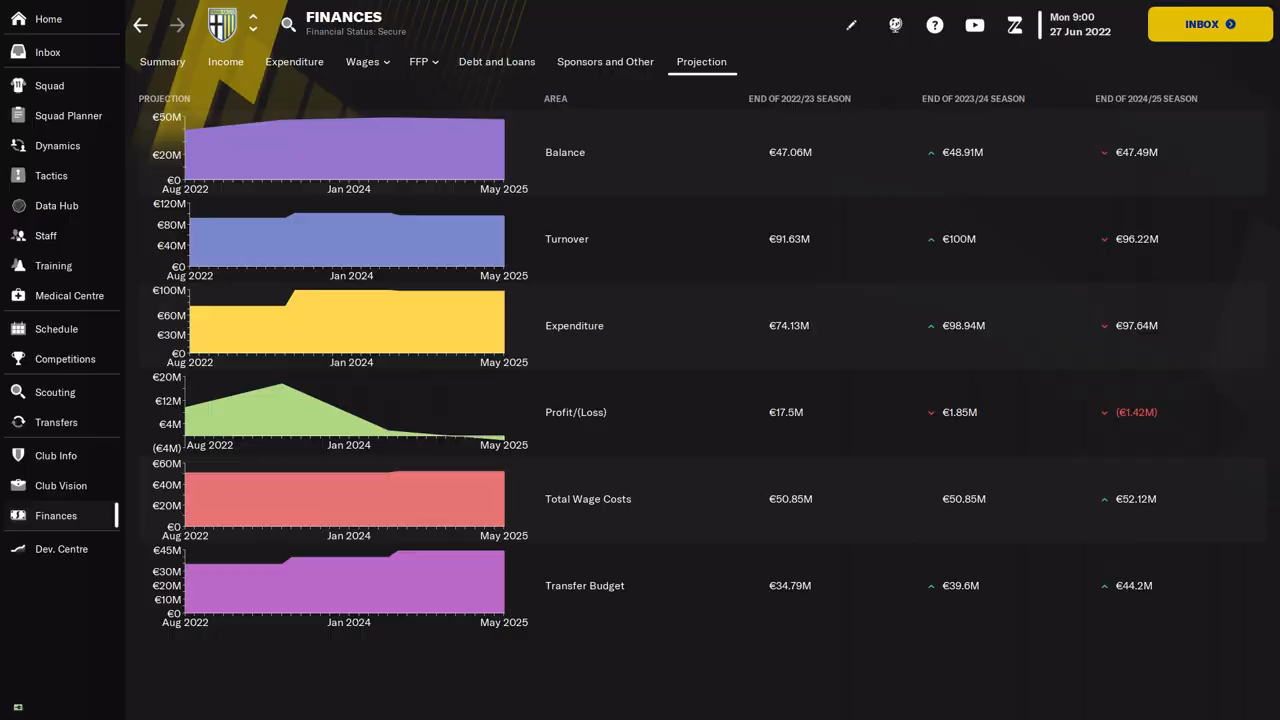 Home
Inbox
Squad
Squad Planner
Dynamics
Tactics
Data Hub
Staff
Training
Medical Centre
Schedule
Competitions
Scouting
Transfers
Club Info
Club Vision
Finances
Dev. Centre
FINANCES
Financial Status: Secure
Mon 9:00
27 Jun 2022
INBOX
Summary Income Expenditure Wages FFP Debt and Loans Sponsors and Other Projection
PROJECTION AREA END OF 2022/23 SEASON END OF 2023/24 SEASON END OF 2024/25 SEASON
€50M
€20M
€0
Aug 2022 Jan 2024 May 2025
Balance €47.06M €48.91M €47.49M
€120M
€80M
€40M
€0
Aug 2022 Jan 2024 May 2025
Turnover €91.63M €100M €96.22M
€100M
€60M
€30M
€0
Aug 2022 Jan 2024 May 2025
Expenditure €74.13M €98.94M €97.64M
€20M
€12M
€4M
(€4M)
Aug 2022 Jan 2024 May 2025
Profit/(Loss) €17.5M €1.85M (€1.42M)
€60M
€40M
€20M
€0
Aug 2022 Jan 2024 May 2025
Total Wage Costs €50.85M €50.85M €52.12M
€45M
€30M
€20M
€10M
€0
Aug 2022 Jan 2024 May 2025
Transfer Budget €34.79M €39.6M €44.2M